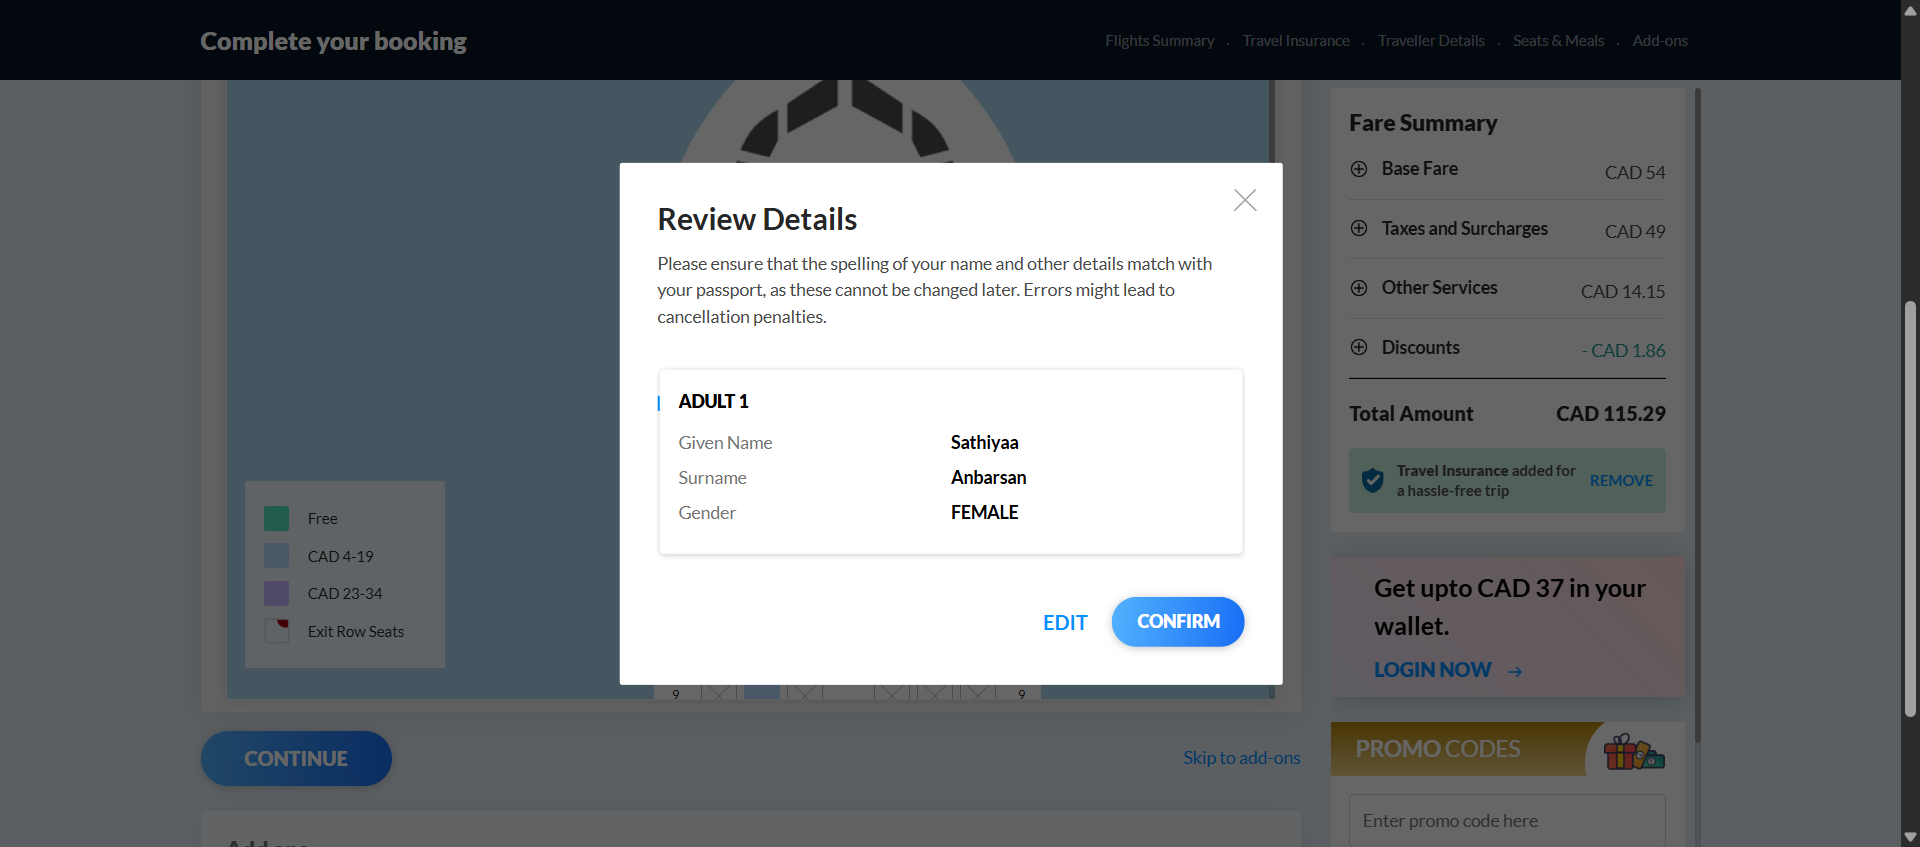 Complete your booking
Flights Summary . Travel Insurance . Traveller Details . Seats & Meals . Add-ons
Review Details
Please ensure that the spelling of your name and other details match with
your passport, as these cannot be changed later. Errors might lead to
cancellation penalties.
ADULT 1
Given Name Sathiyaa
Surname Anbarsan
Gender FEMALE
EDIT CONFIRM
Free
CAD 4-19
CAD 23-34
Exit Row Seats
9 9
CONTINUE Skip to add-ons
Add-ons
Fare Summary
Base Fare CAD 54
Taxes and Surcharges CAD 49
Other Services CAD 14.15
Discounts - CAD 1.86
Total Amount CAD 115.29
Travel Insurance added for
a hassle-free trip
REMOVE
Get upto CAD 37 in your
wallet.
LOGIN NOW →
PROMO CODES
Enter promo code here